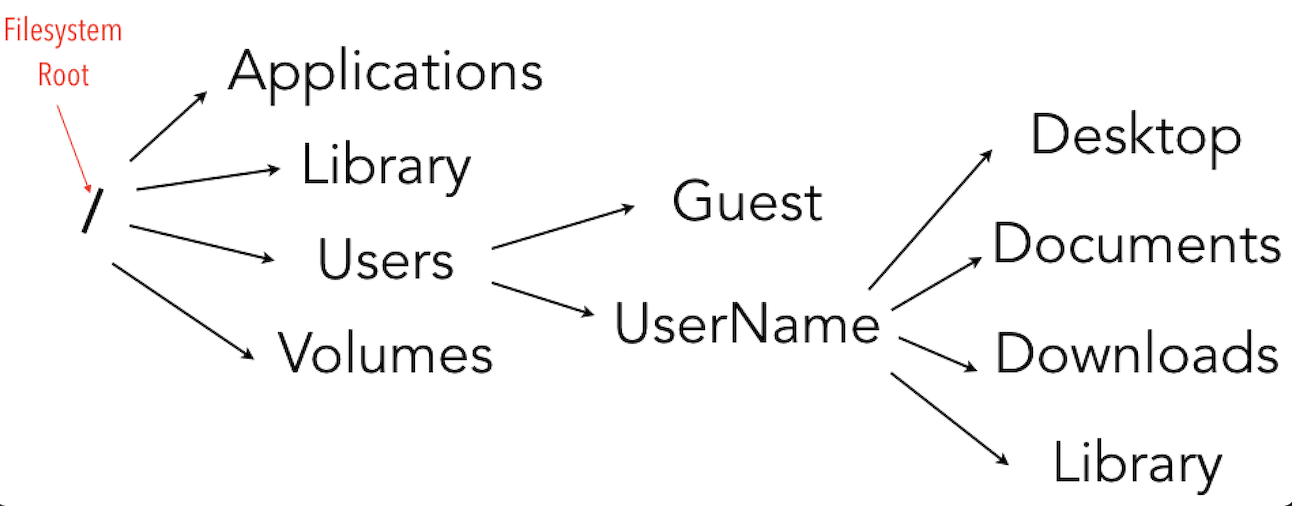 Filesystem
Root
/
Applications
Library
Users
Volumes
Guest
UserName
Desktop
Documents
Downloads
Library